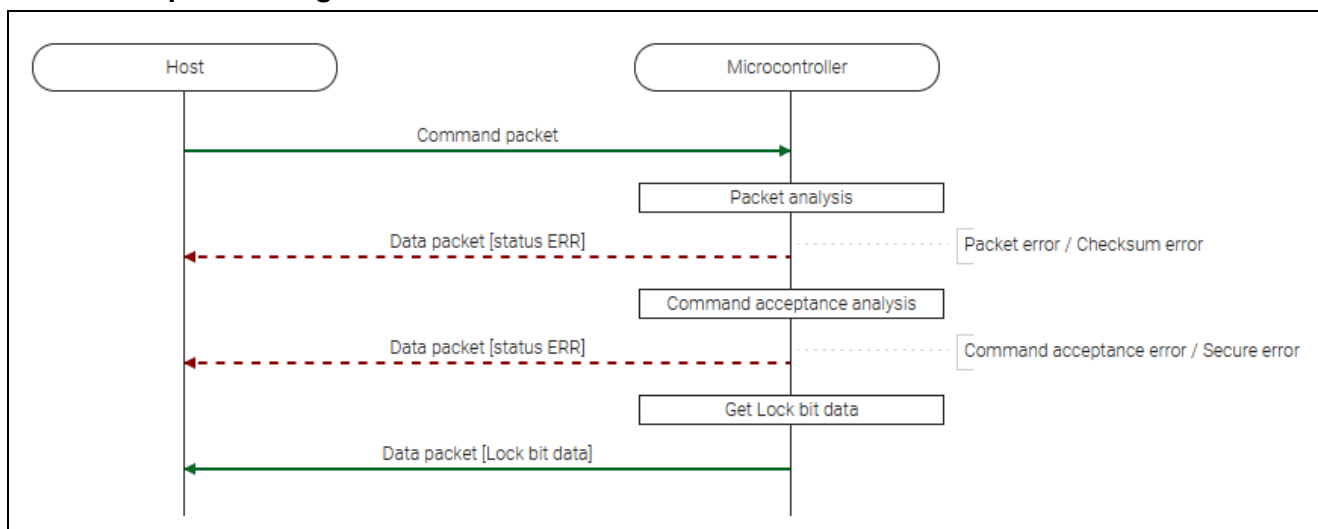 Host
Microcontroller
Command packet
Packet analysis
Data packet [status ERR]
Packet error / Checksum error
Command acceptance analysis
Data packet [status ERR]
Command acceptance error / Secure error
Get Lock bit data
Data packet [Lock bit data]